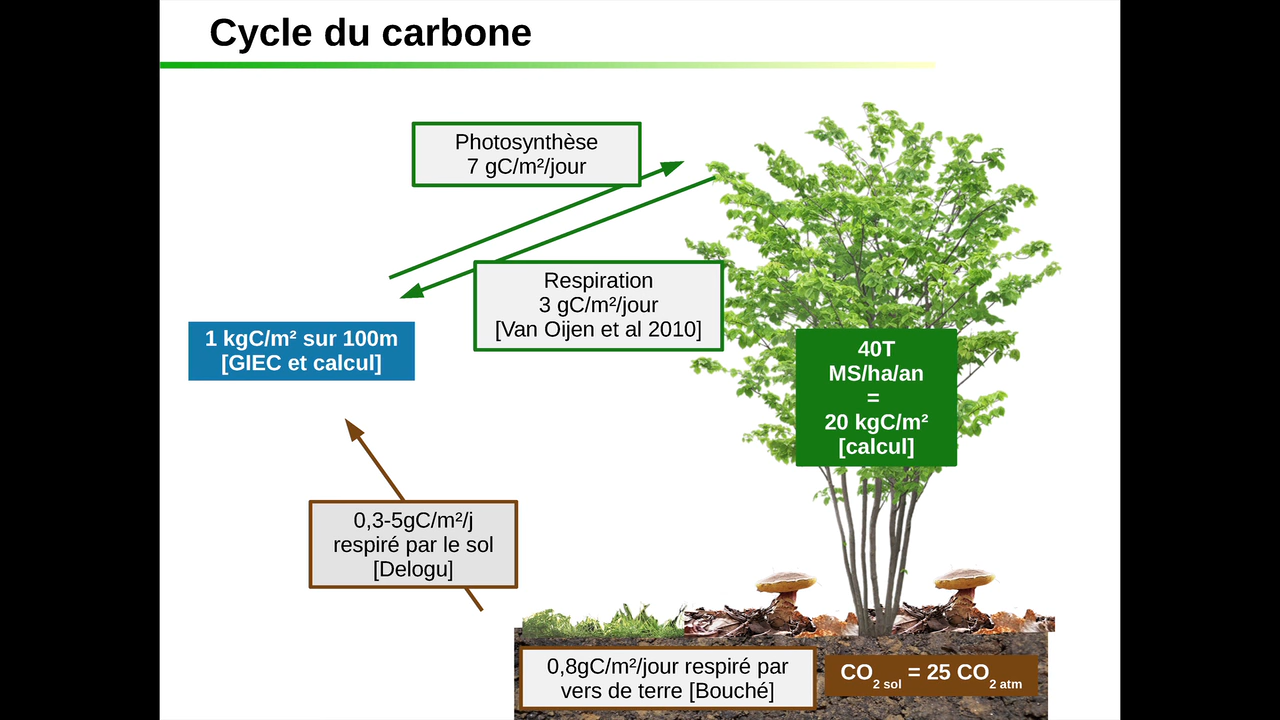 Cycle du carbone
Photosynthèse
7 gC/m²/jour
Respiration
3 gC/m²/jour
[Van Oijen et al 2010]
1 kgC/m² sur 100m
[GIEC et calcul]
40T
MS/ha/an
=
20 kgC/m²
[calcul]
0,3-5gC/m²/j
respiré par le sol
[Delogu]
0,8gC/m²/jour respiré par
vers de terre [Bouché]
CO2 sol = 25 CO2 atm